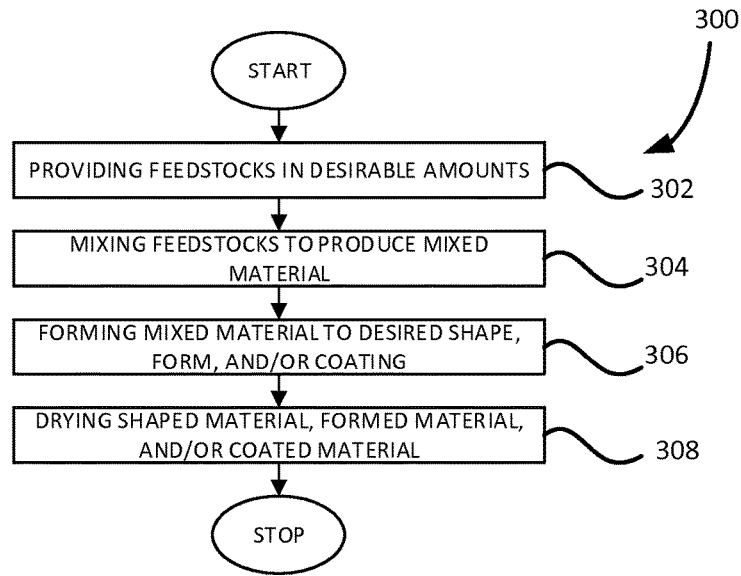 300
START
PROVIDING FEEDSTOCKS IN DESIRABLE AMOUNTS
302
MIXING FEEDSTOCKS TO PRODUCE MIXED
MATERIAL
304
FORMING MIXED MATERIAL TO DESIRED SHAPE,
FORM, AND/OR COATING
306
DRYING SHAPED MATERIAL, FORMED MATERIAL,
AND/OR COATED MATERIAL
308
STOP